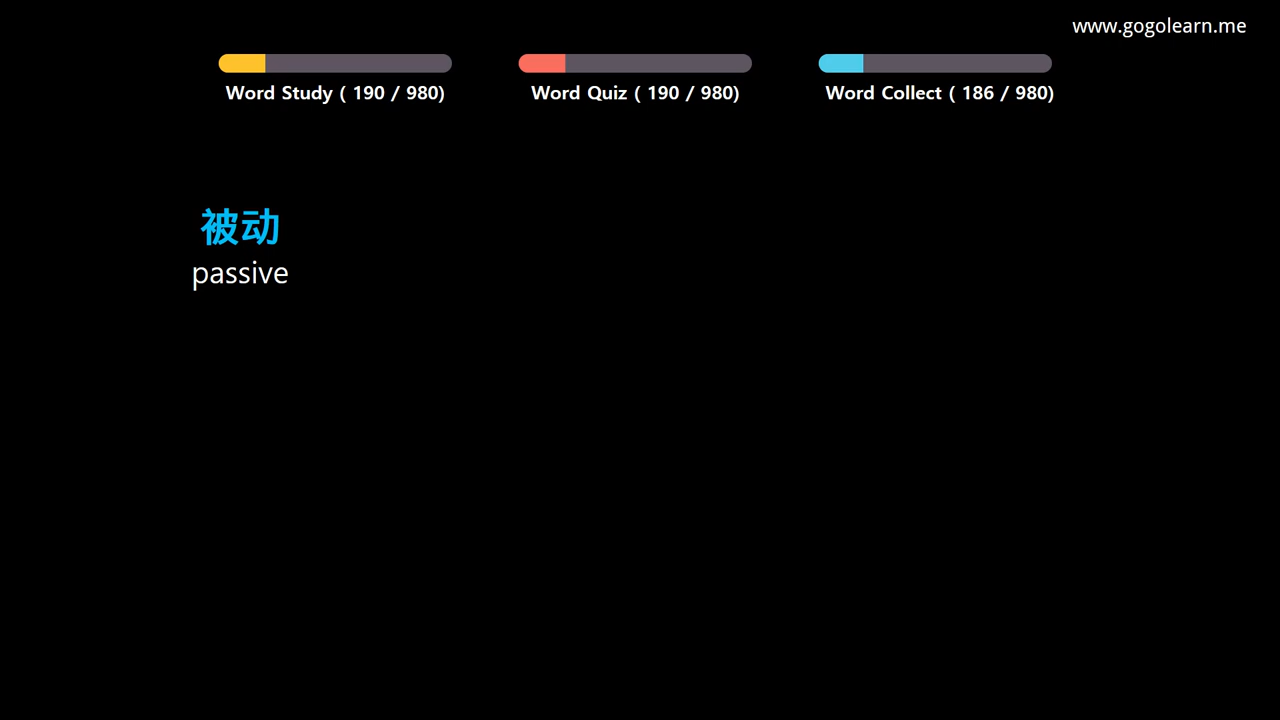 www.gogolearn.me
Word Study ( 190 / 980)
Word Quiz ( 190 / 980)
Word Collect ( 186 / 980)
被动
passive